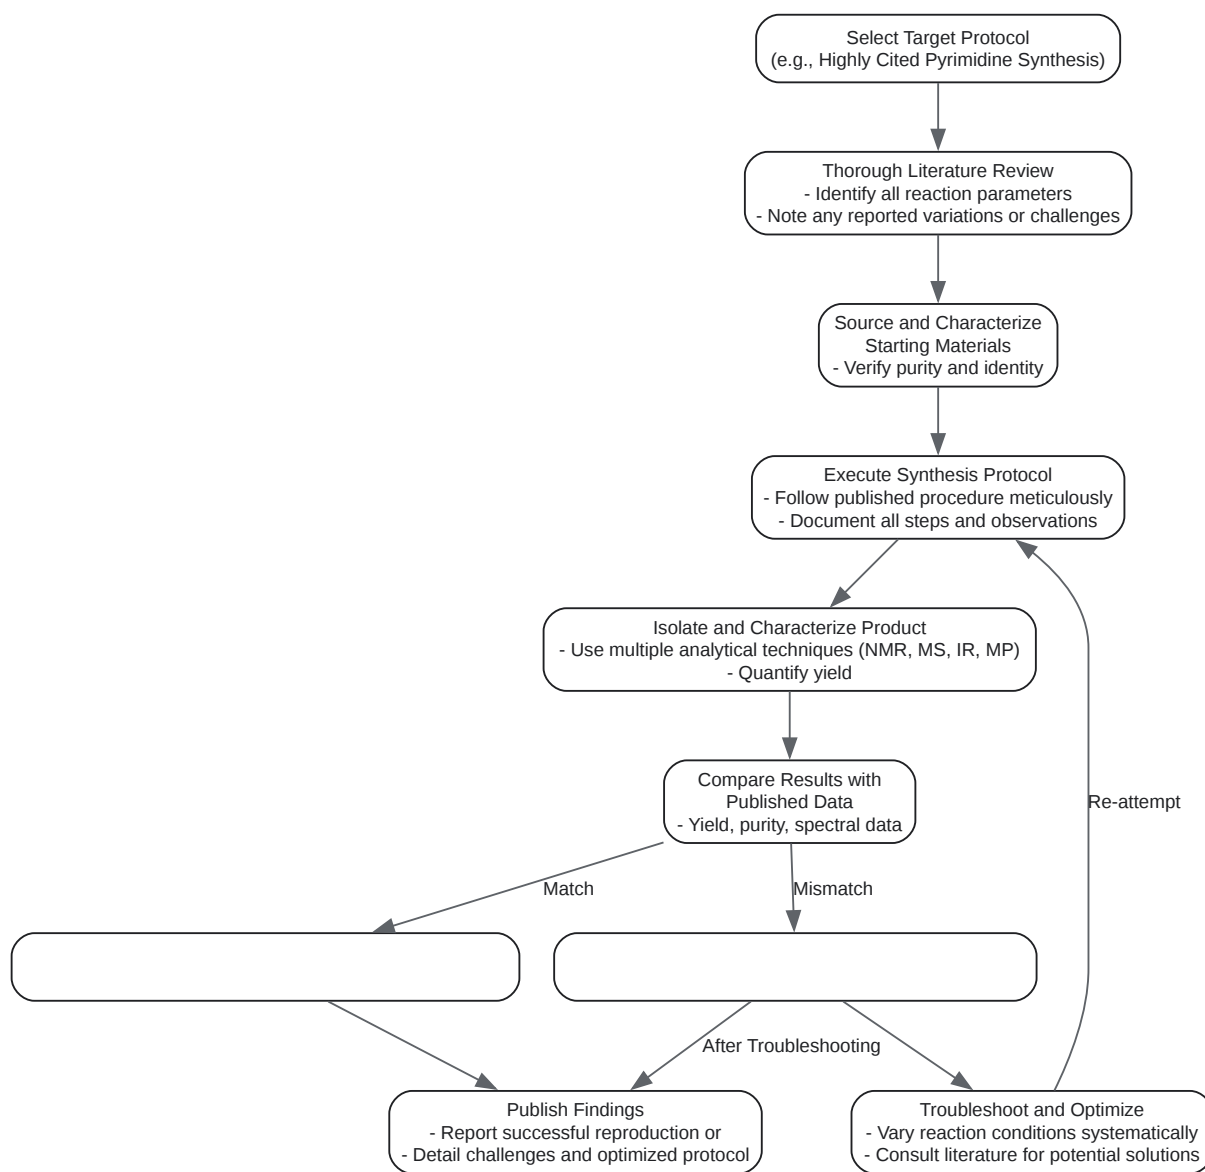 Select Target Protocol
(e.g., Highly Cited Pyrimidine Synthesis)
Thorough Literature Review
- Identify all reaction parameters
- Note any reported variations or challenges
Source and Characterize
Starting Materials
- Verify purity and identity
Execute Synthesis Protocol
- Follow published procedure meticulously
- Document all steps and observations
Isolate and Characterize Product
- Use multiple analytical techniques (NMR, MS, IR, MP)
- Quantify yield
Compare Results with
Published Data
- Yield, purity, spectral data
Re-attempt
Match
Mismatch
After Troubleshooting
Publish Findings
- Report successful reproduction or
- Detail challenges and optimized protocol
Troubleshoot and Optimize
- Vary reaction conditions systematically
- Consult literature for potential solutions